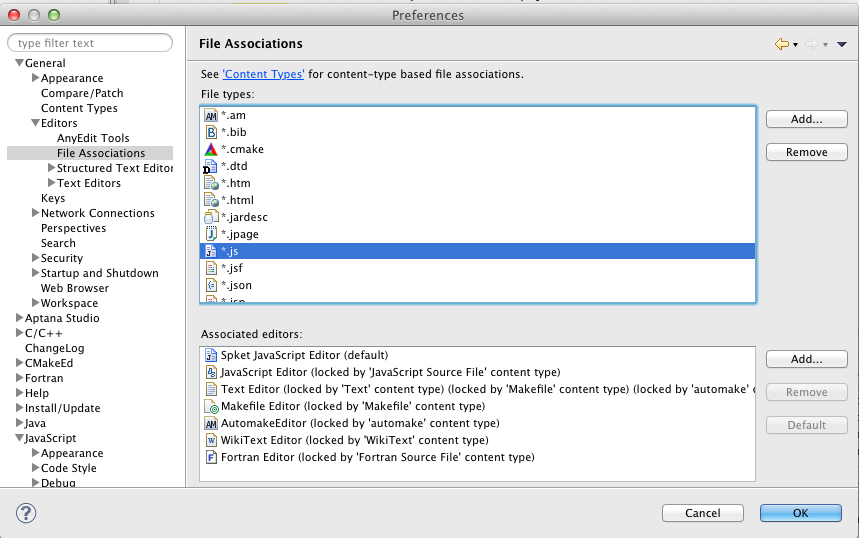 Preferences
type filter text
General
Appearance
Compare/Patch
Content Types
Editors
AnyEdit Tools
File Associations
Structured Text Editor
Text Editors
Keys
Network Connections
Perspectives
Search
Security
Startup and Shutdown
Web Browser
Workspace
Aptana Studio
C/C++
ChangeLog
CMakeEd
Fortran
Help
Install/Update
Java
JavaScript
Appearance
Code Style
Debug
File Associations
See 'Content Types' for content-type based file associations.
File types:
*.am
*.bib
*.cmake
*.dtd
*.htm
*.html
*.jardesc
*.jpage
*.js
*.jsf
*.json
*.jsp
Add...
Remove
Associated editors:
Spket JavaScript Editor (default)
JavaScript Editor (locked by 'JavaScript Source File' content type)
Text Editor (locked by 'Text' content type) (locked by 'Makefile' content type) (locked by 'automake' c
Makefile Editor (locked by 'Makefile' content type)
AutomakeEditor (locked by 'automake' content type)
WikiText Editor (locked by 'WikiText' content type)
Fortran Editor (locked by 'Fortran Source File' content type)
Add...
Remove
Default
?
Cancel
OK